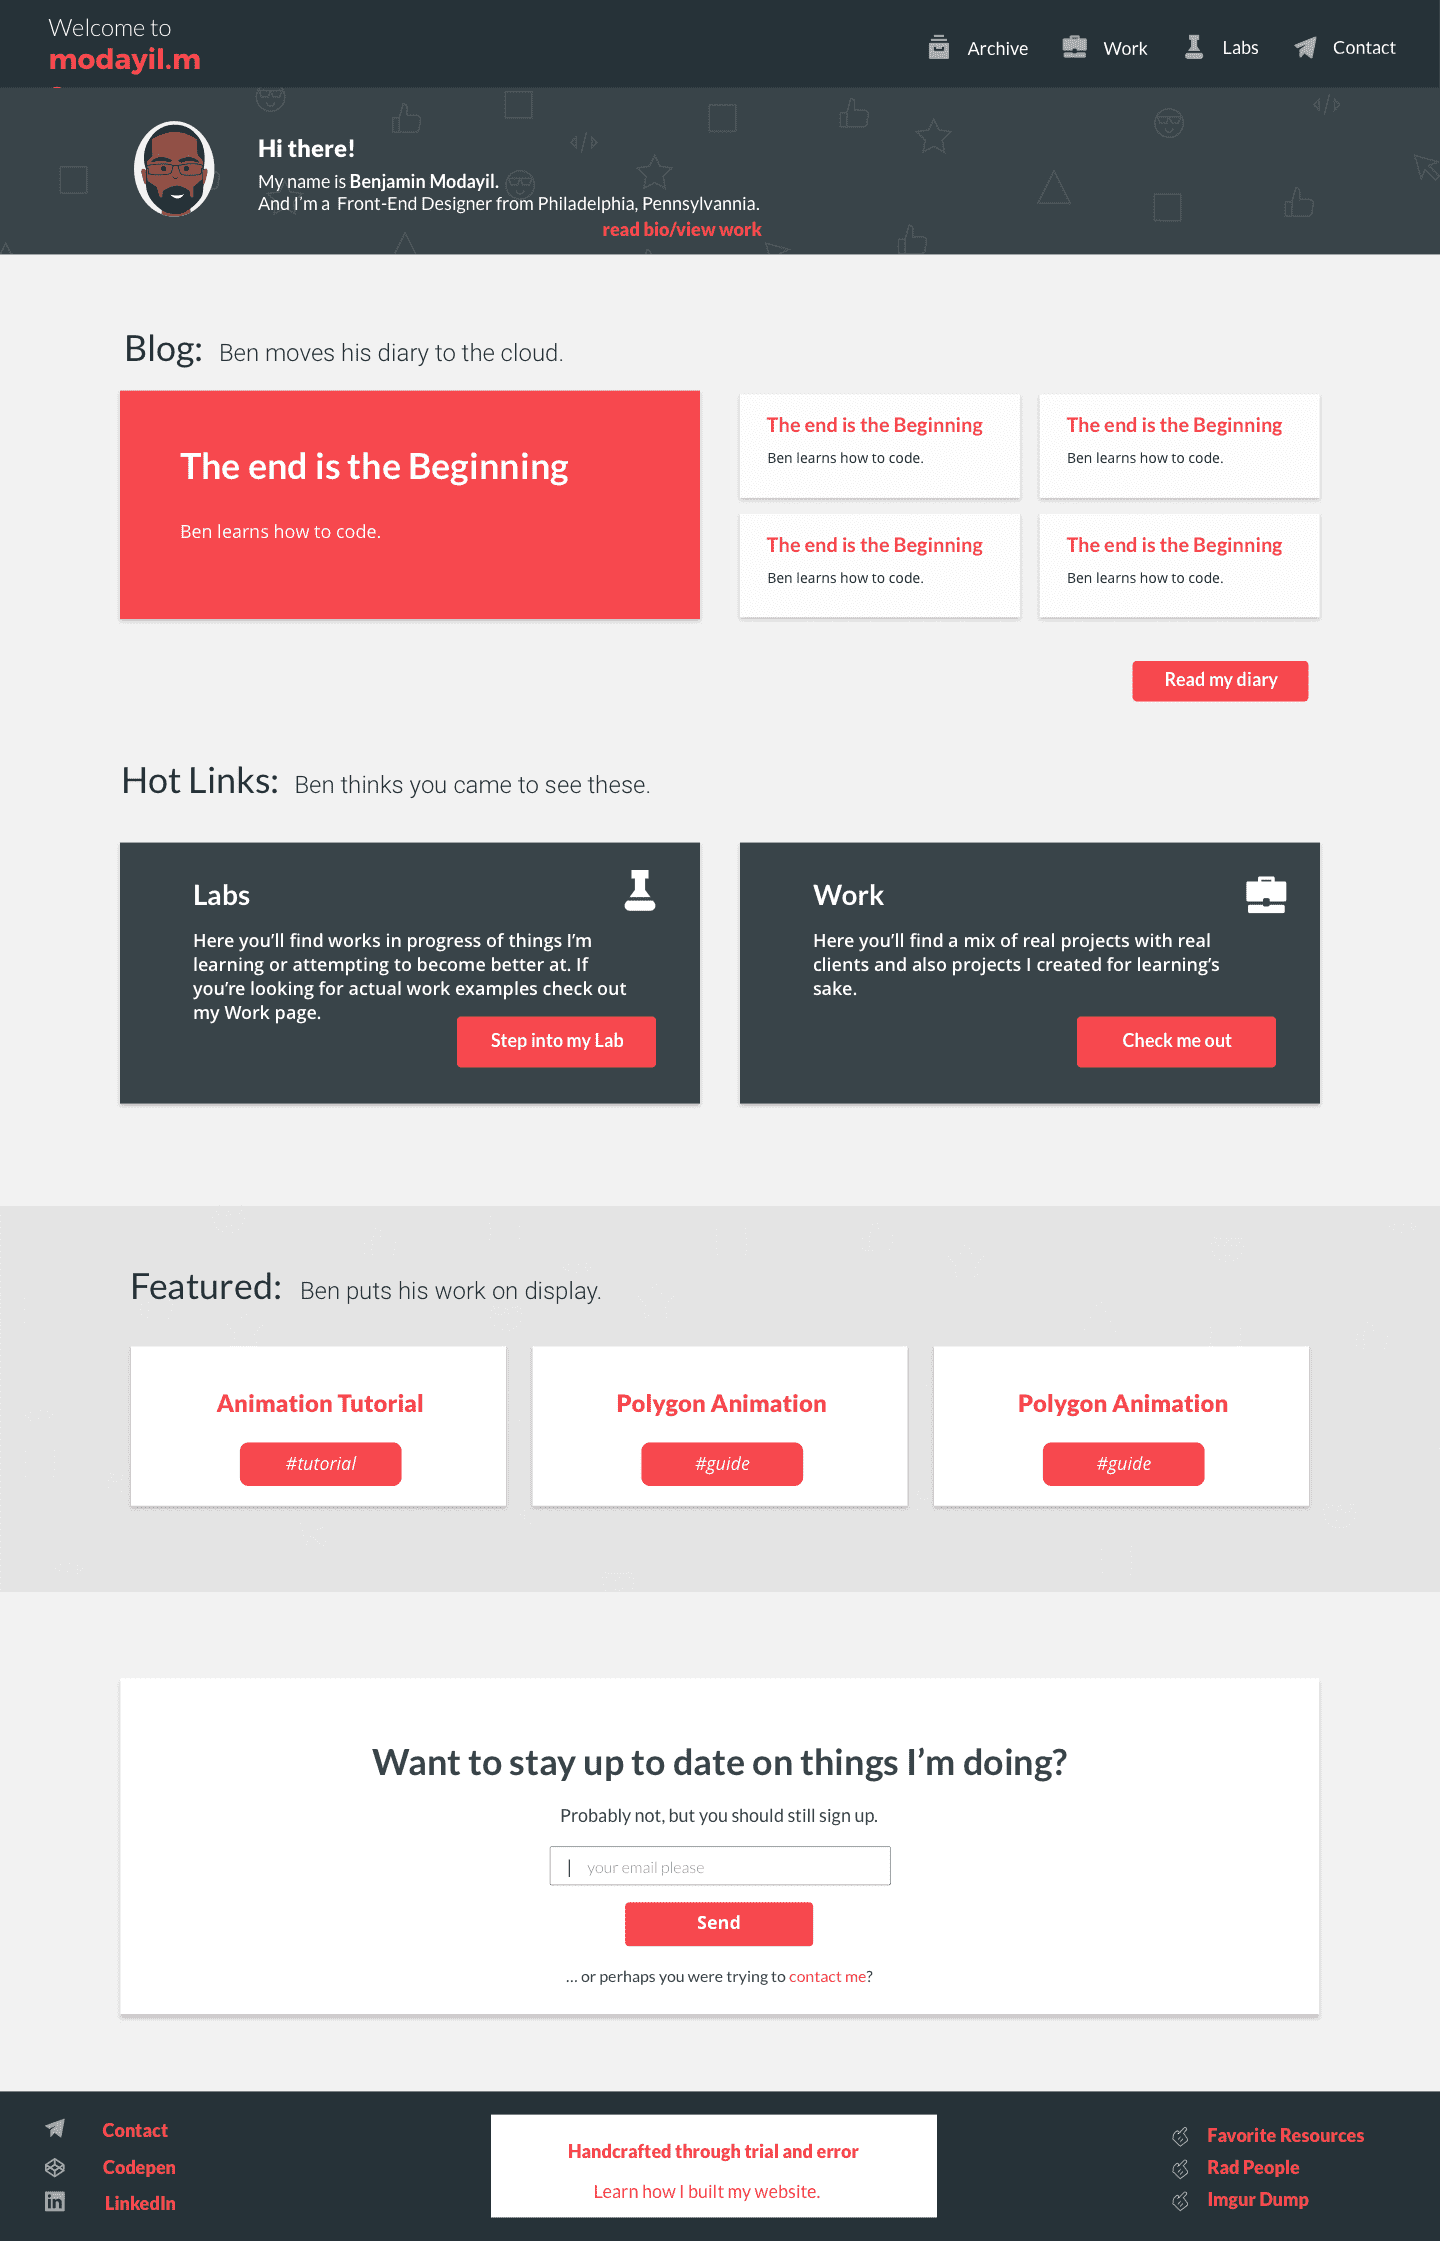 Welcome to
modayil.m
Archive
Work
Labs
Contact
Hi there!
My name is Benjamin Modayil.
And I'm a Front-End Designer from Philadelphia, Pennsylvannia.
read bio/view work
Blog: Ben moves his diary to the cloud.
The end is the Beginning
Ben learns how to code.
The end is the Beginning
Ben learns how to code.
The end is the Beginning
Ben learns how to code.
The end is the Beginning
Ben learns how to code.
The end is the Beginning
Ben learns how to code.
Read my diary
Hot Links: Ben thinks you came to see these.
Labs
Here you'll find works in progress of things I'm
learning or attempting to become better at. If
you're looking for actual work examples check out
my Work page.
Step into my Lab
Work
Here you'll find a mix of real projects with real
clients and also projects I created for learning's
sake.
Check me out
Featured: Ben puts his work on display.
Animation Tutorial
#tutorial
Polygon Animation
#guide
Polygon Animation
#guide
Want to stay up to date on things I'm doing?
Probably not, but you should still sign up.
your email please
Send
... or perhaps you were trying to contact me?
Contact
Codepen
LinkedIn
Handcrafted through trial and error
Learn how I built my website.
Favorite Resources
Rad People
Imgur Dump